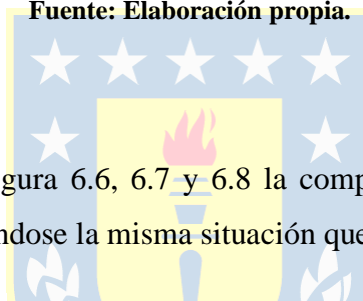 Fuente: Elaboración propia.
gura 6.6, 6.7 y 6.8 la comp
ndose la misma situación que